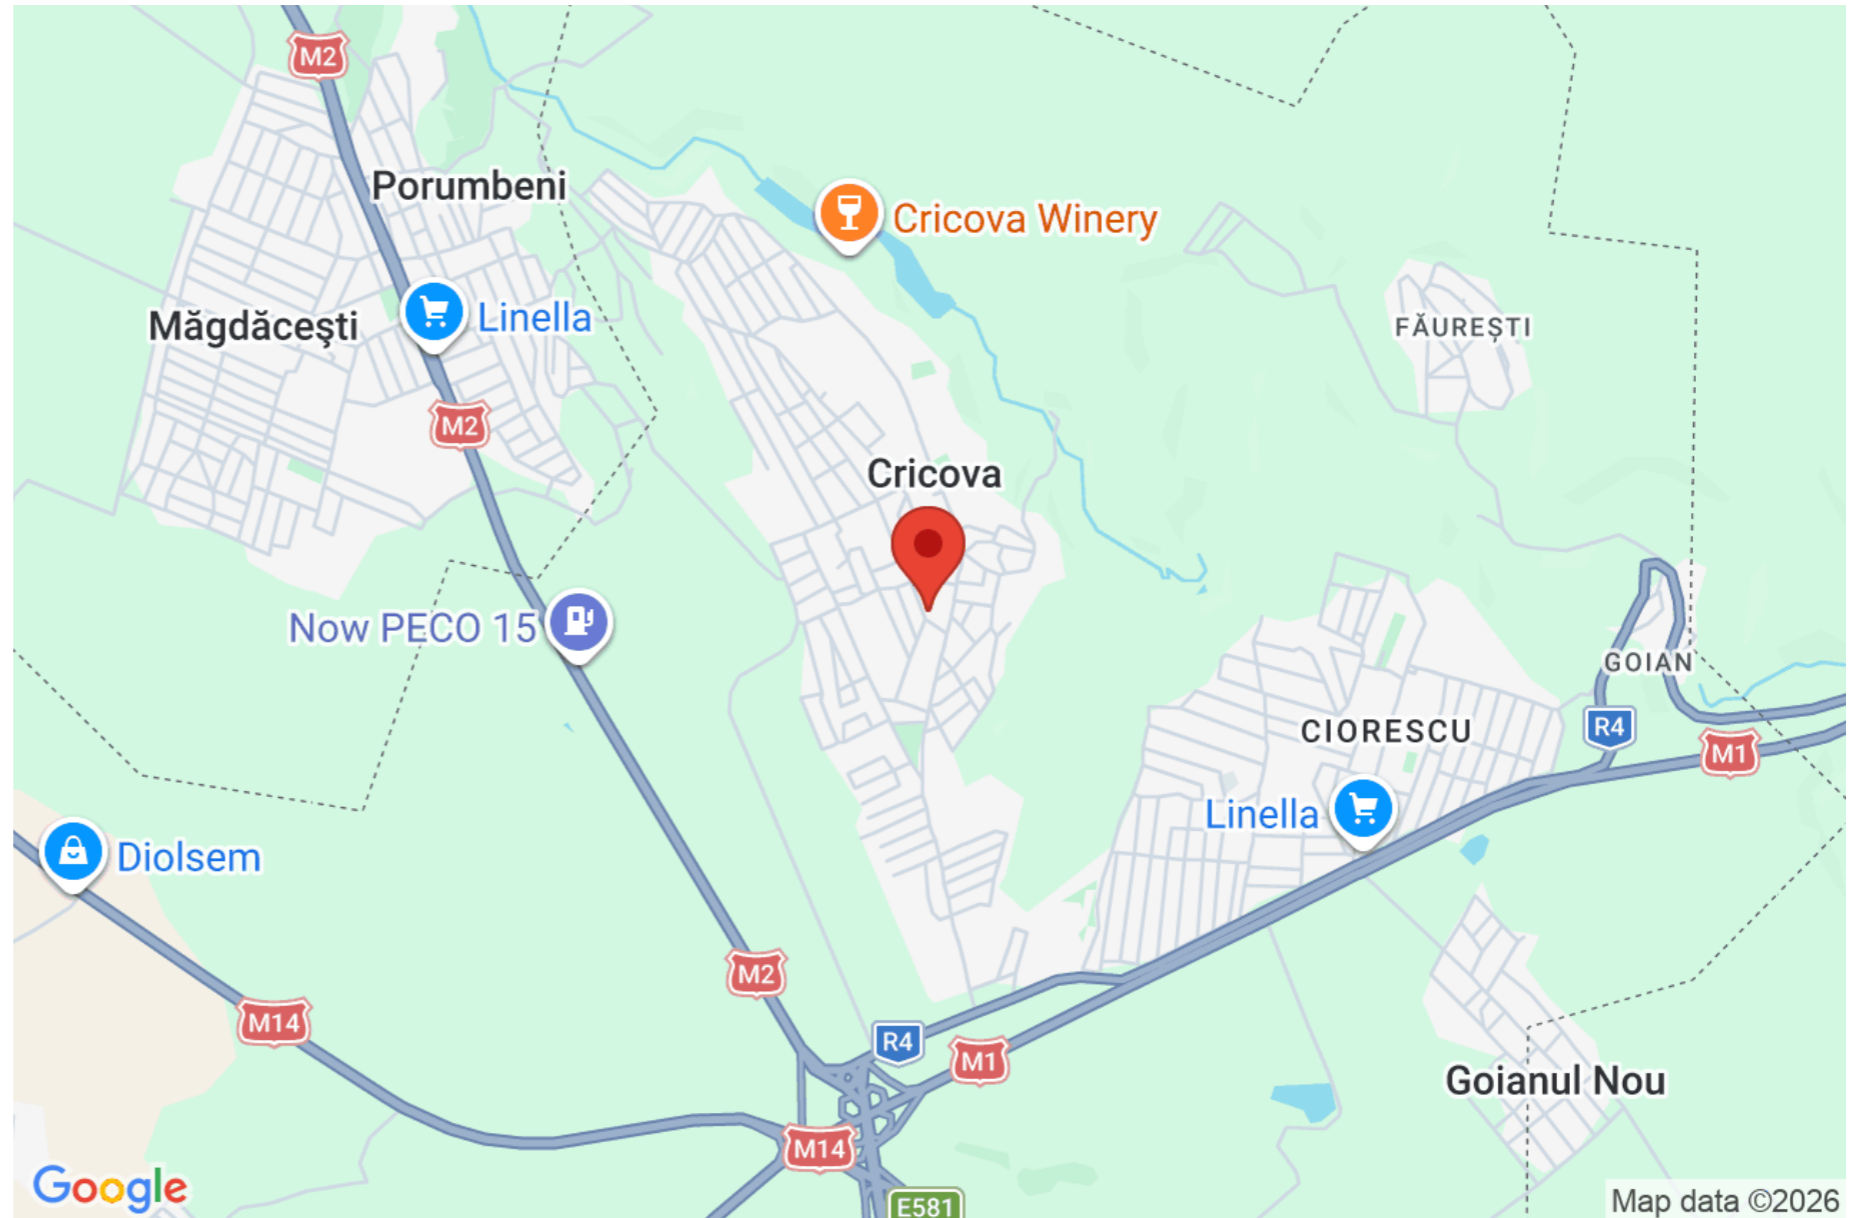 M2
Porumbeni
Cricova Winery
Linella
Măgdăceşti
FĂUREȘTI
M2
Cricova
Now PECO 15
GOIAN
CIORESCU
R4
M1
Linella
Diolsem
M2
M14
R4
M1
Goianul Nou
M14
Google
E581
Map data ©2026